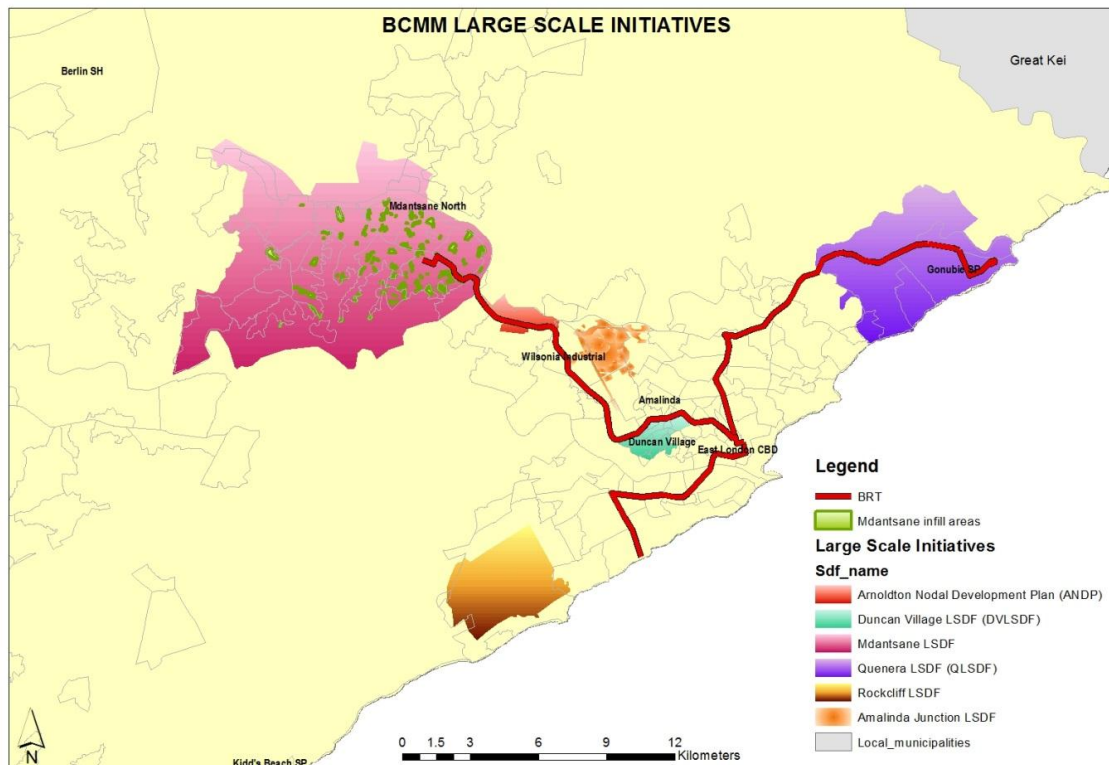 BCMM LARGE SCALE INITIATIVES
Great Kei
Berlin SH
Mdantsane North
Gonubie SP
Wilsonia Industrial
Amalinda
Duncan Village
East London CBD
Legend
BRT
Mdantsane infill areas
Large Scale Initiatives
Sdf_name
Arnoldton Nodal Development Plan (ANDP)
Duncan Village LSDF (DVLSDF)
Mdantsane LSDF
Quenera LSDF (QLSDF)
Rockcliff LSDF
Amalinda Junction LSDF
Local_municipalities
N
0 1.5 3 6 9 12
Kilometers
Kidd's Beach SP